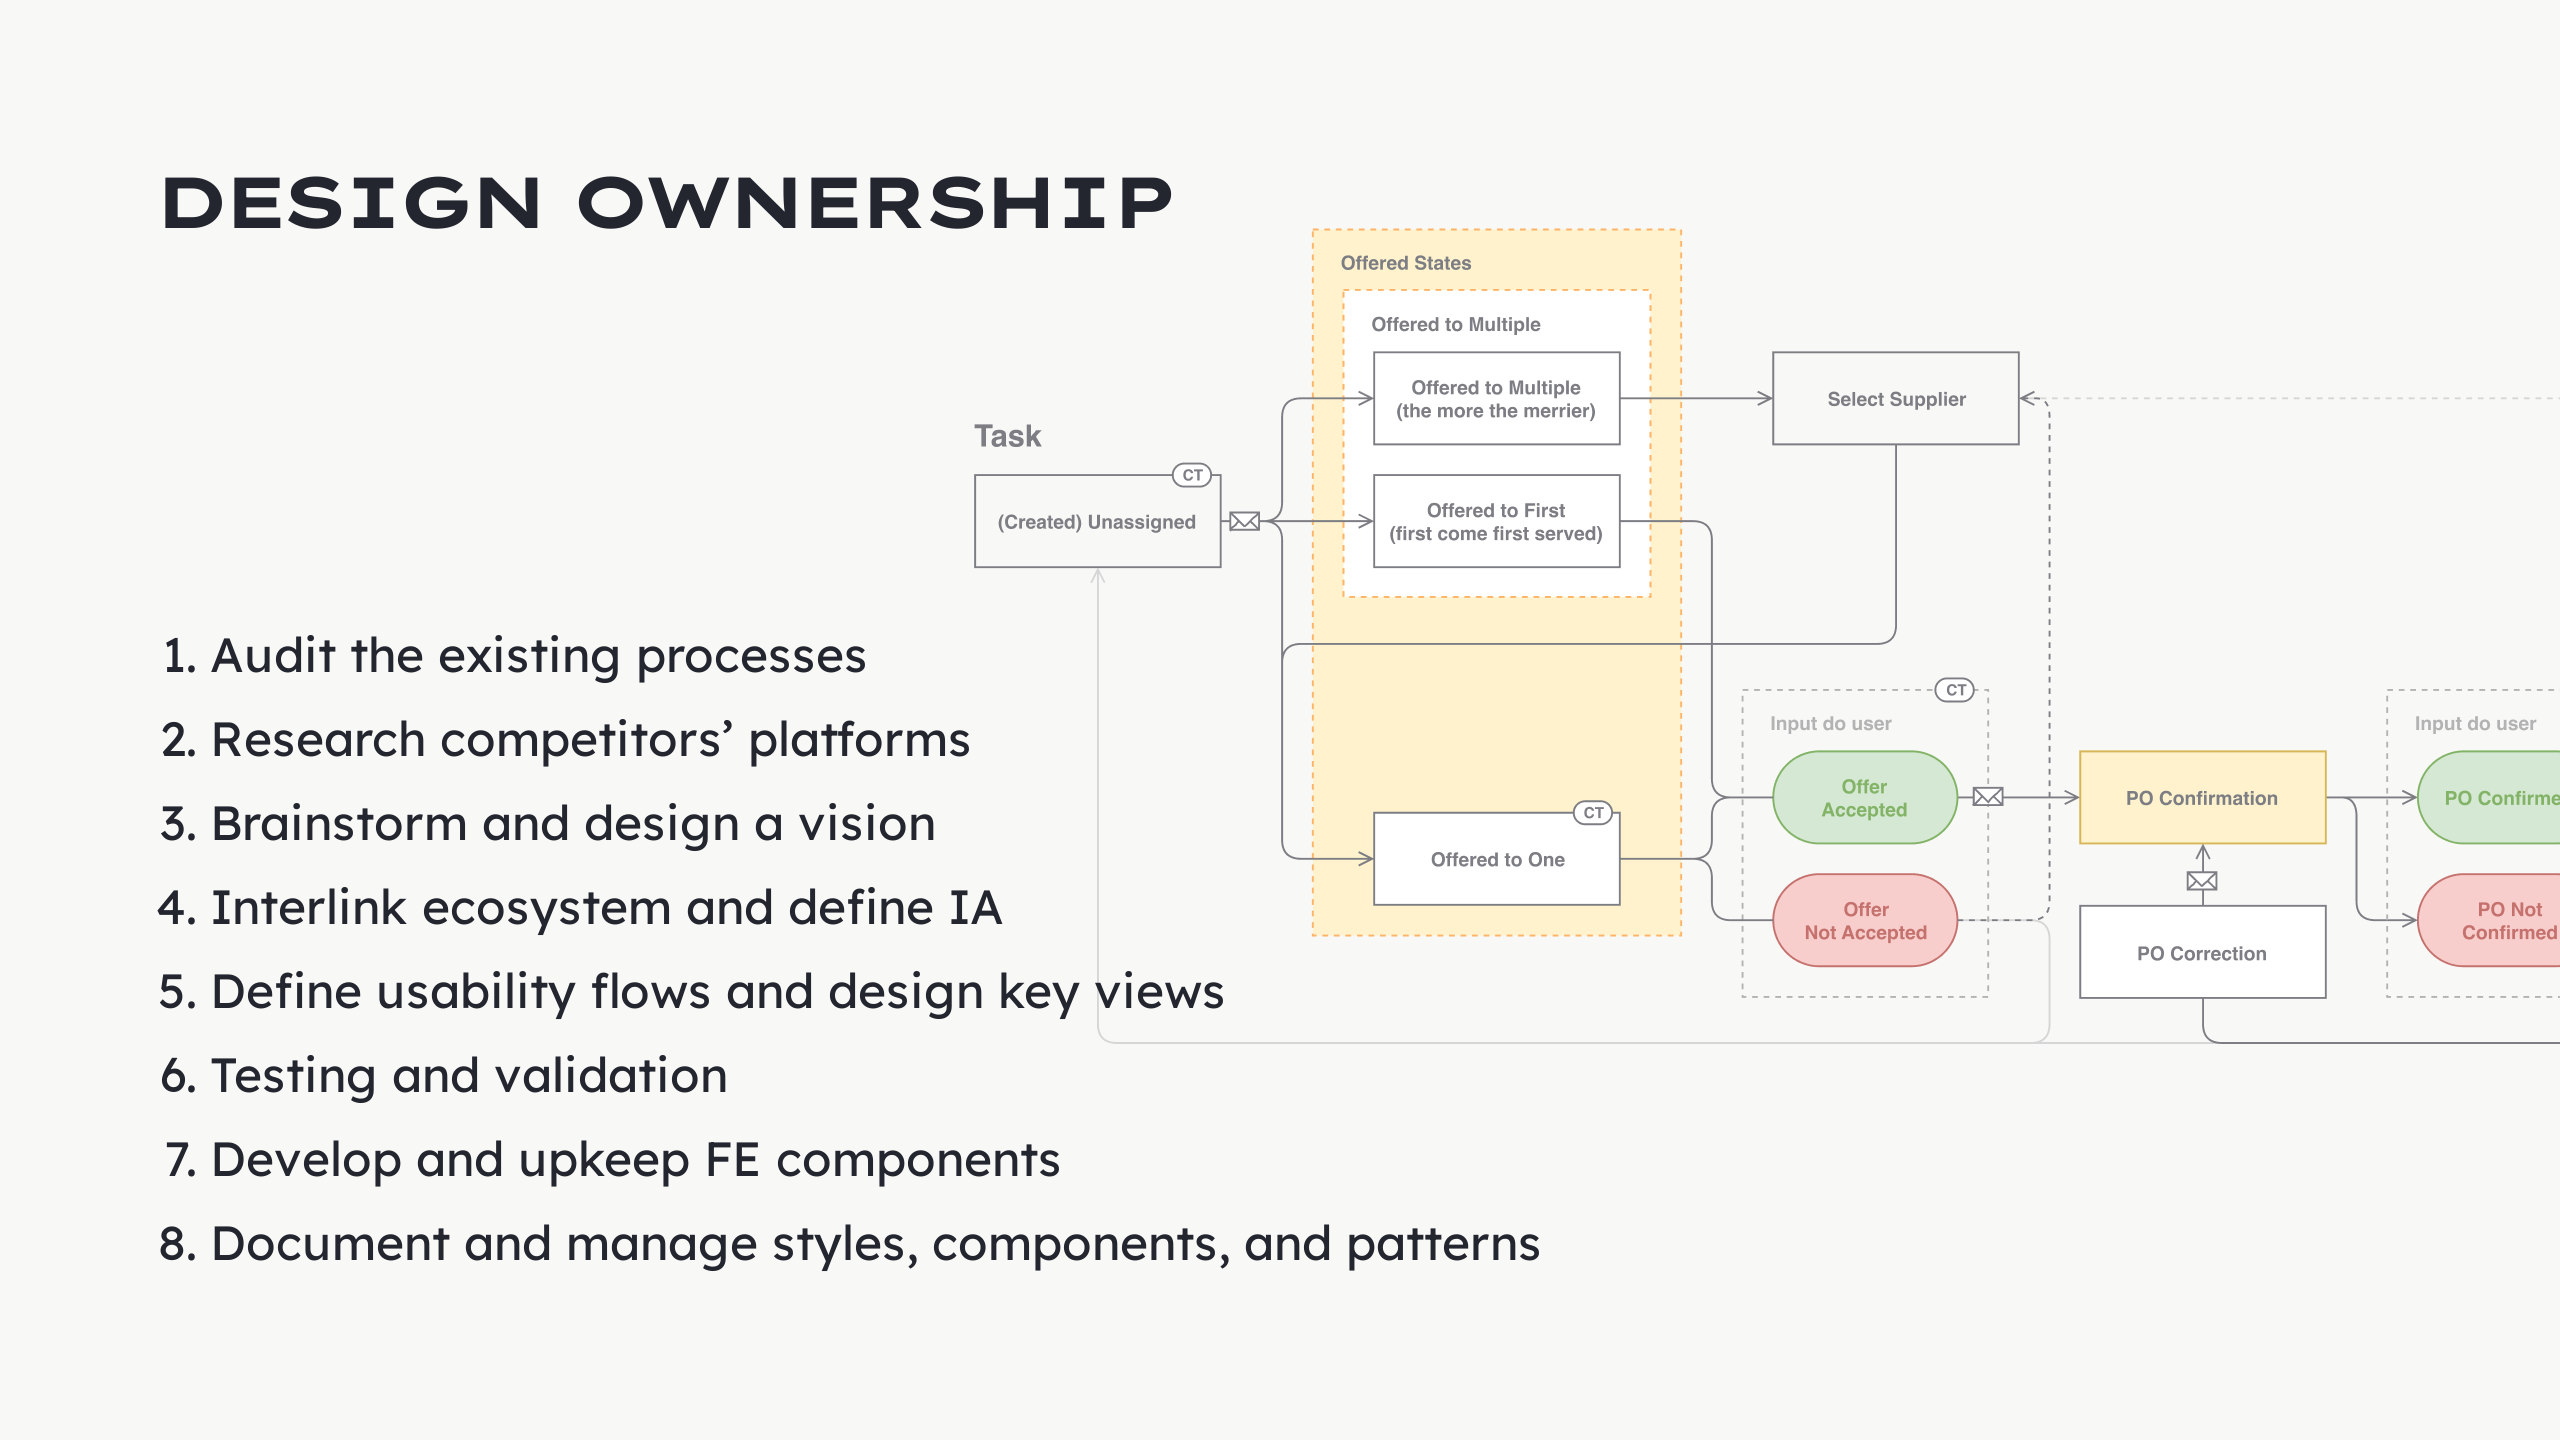 DESIGN OWNERSHIP
1. Audit the existing processes
2. Research competitors’ platforms
3. Brainstorm and design a vision
4. Interlink ecosystem and define IA
5. Define usability flows and design key views
6. Testing and validation
7. Develop and upkeep FE components
8. Document and manage styles, components, and patterns
Task
CT
(Created) Unassigned
Offered States
Offered to Multiple
Offered to Multiple
(the more the merrier)
Offered to First
(first come first served)
CT
Offered to One
Select Supplier
CT
Input do user
Offer
Accepted
Offer
Not Accepted
PO Confirmation
PO Correction
Input do user
PO Confirme
PO Not
Confirmed